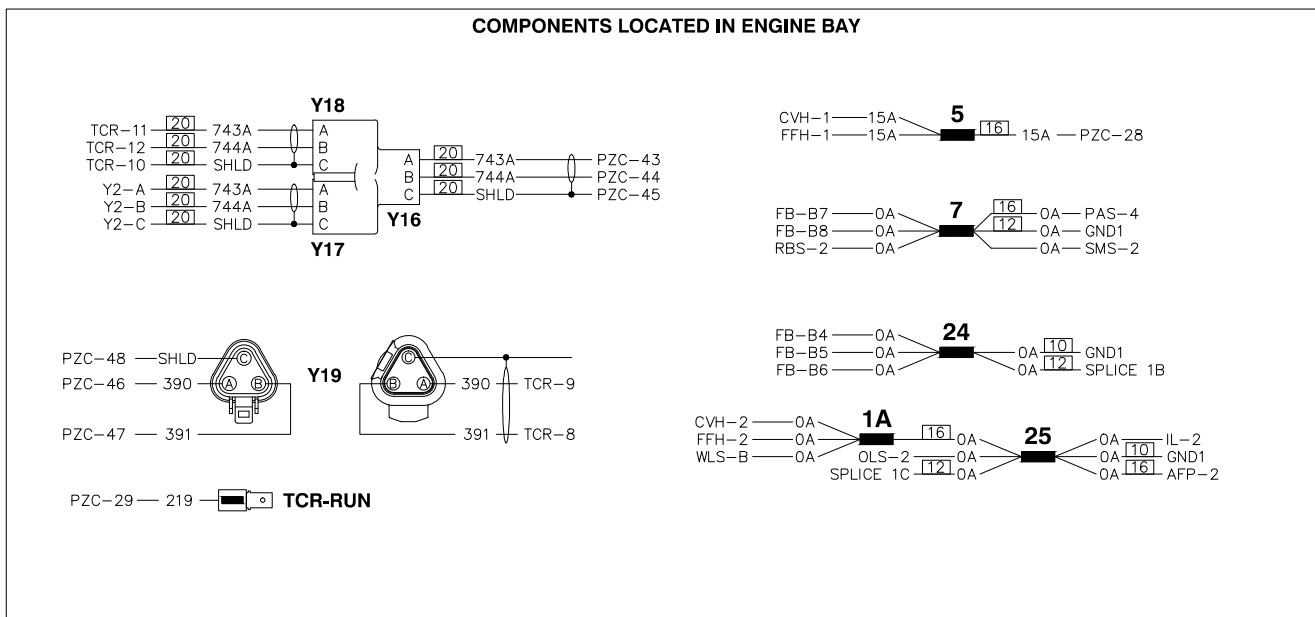 COMPONENTS LOCATED IN ENGINE BAY
Y18
TCR-11 20 743A A
TCR-12 20 744A B
TCR-10 20 SHLD C
Y2-A 20 743A A
Y2-B 20 744A B
Y2-C 20 SHLD C
Y17
A 20 743A PZC-43
B 20 744A PZC-44
C 20 SHLD PZC-45
Y16
5
CVH-1 15A
FFH-1 15A 16 15A PZC-28
7
FB-B7 0A 16 0A PAS-4
FB-B8 0A 12 0A GND1
RBS-2 0A 0A SMS-2
24
FB-B4 0A
FB-B5 0A 0A 10 GND1
FB-B6 0A 0A 12 SPLICE 1B
1A
CVH-2 0A
FFH-2 0A 16 0A
WLS-B 0A
25
OLS-2 0A
SPLICE 1C 12 0A
0A IL-2
0A 10 GND1
0A 16 AFP-2
PZC-48 SHLD C
PZC-46 390 A B
PZC-47 391
Y19
C
B A 390 TCR-9
391 TCR-8
PZC-29 219 TCR-RUN